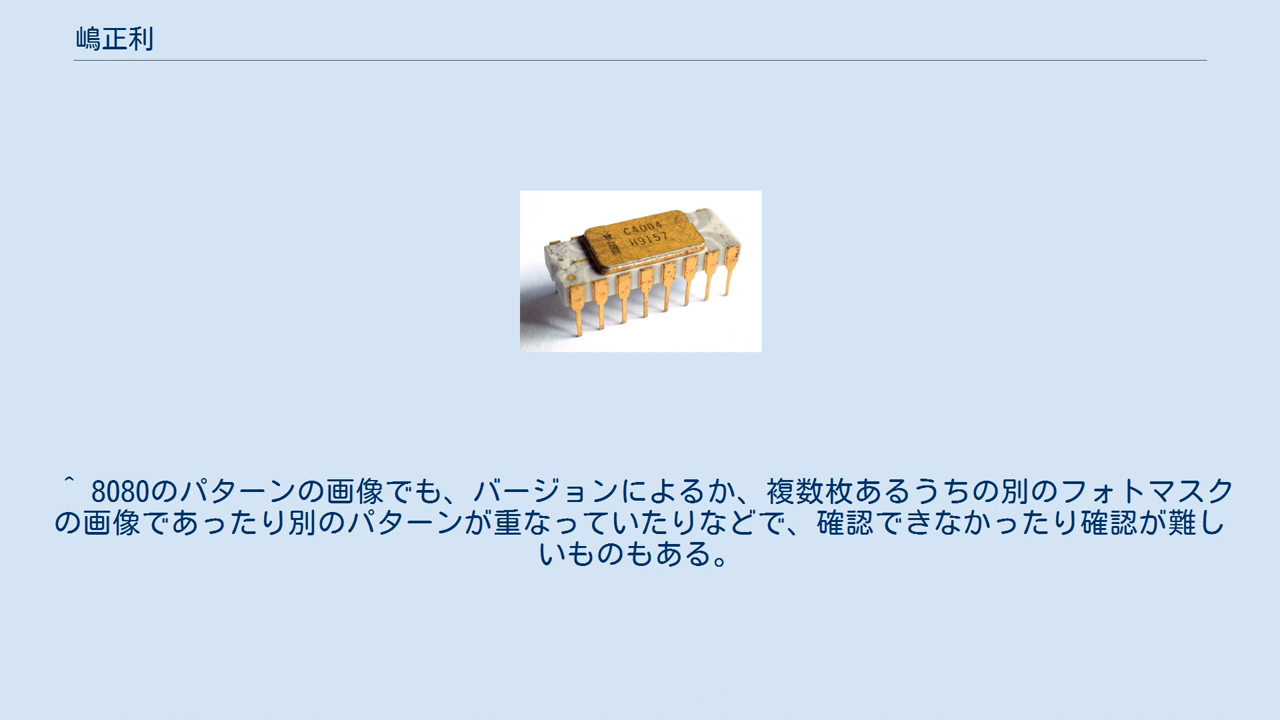 嶋正利
C4004
H9157
^ 8080のパターンの画像でも、バージョンによるか、複数枚あるうちの別のフォトマスク
の画像であったり別のパターンが重なっていたりなどで、確認できなかったり確認が難し
いものもある。